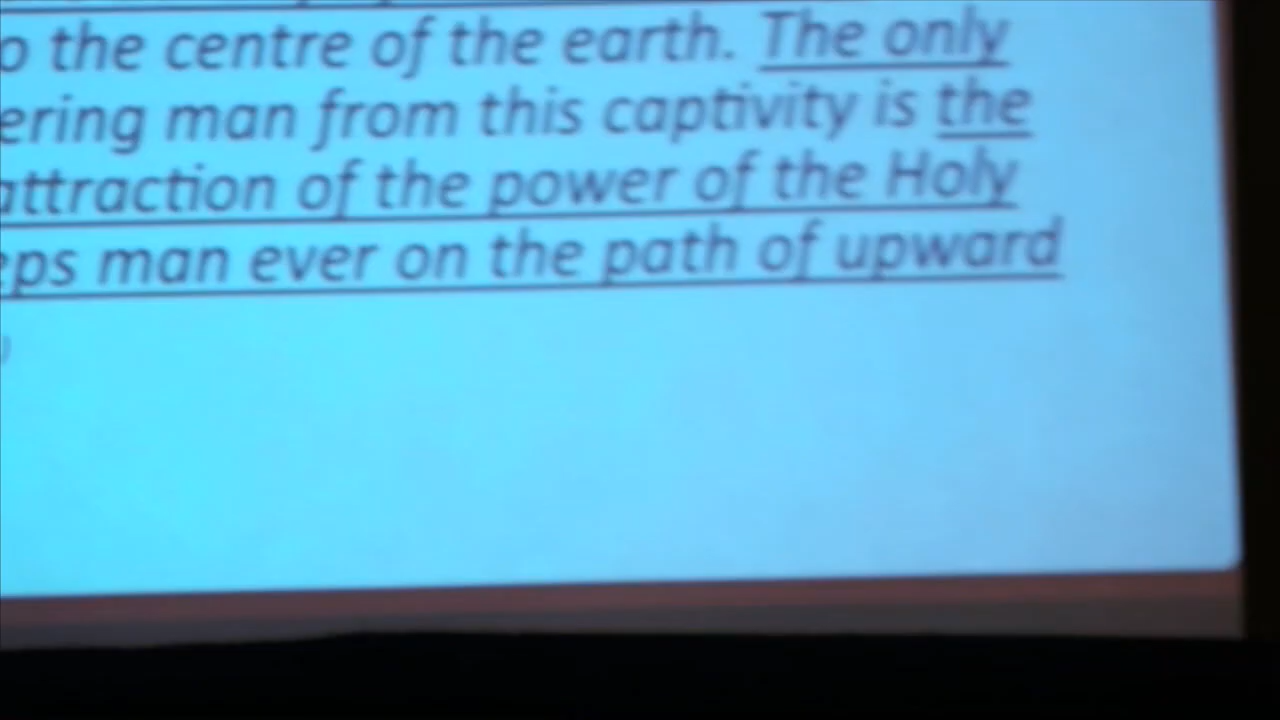 o the centre of the earth. The only
ering man from this captivity is the
attraction of the power of the Holy
eps man ever on the path of upward